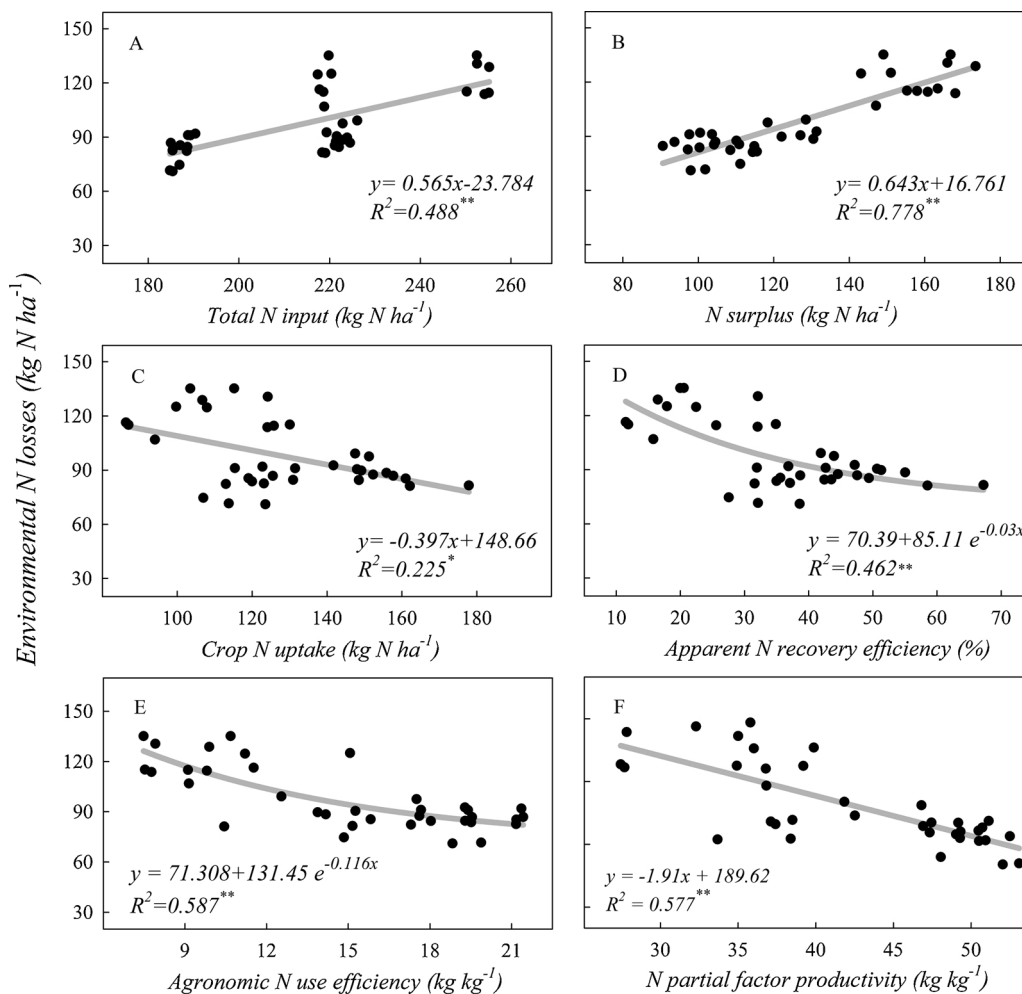 Environmental N losses (kg N ha⁻¹)
A
150
120
90
60
30
y= 0.565x-23.784
R²=0.488**
180 200 220 240 260
Total N input (kg N ha⁻¹)
B
y= 0.643x+16.761
R²=0.778**
80 100 120 140 160 180
N surplus (kg N ha⁻¹)
C
150
120
90
60
30
y= -0.397x+148.66
R²=0.225*
100 120 140 160 180
Crop N uptake (kg N ha⁻¹)
D
y = 70.39+85.11 e⁻⁰·⁰³ˣ
R²=0.462**
10 20 30 40 50 60 70
Apparent N recovery efficiency (%)
E
150
120
90
60
30
y = 71.308+131.45 e⁻⁰·¹¹⁶ˣ
R²=0.587**
9 12 15 18 21
Agronomic N use efficiency (kg kg⁻¹)
F
y = -1.91x + 189.62
R² = 0.577**
30 35 40 45 50
N partial factor productivity (kg kg⁻¹)